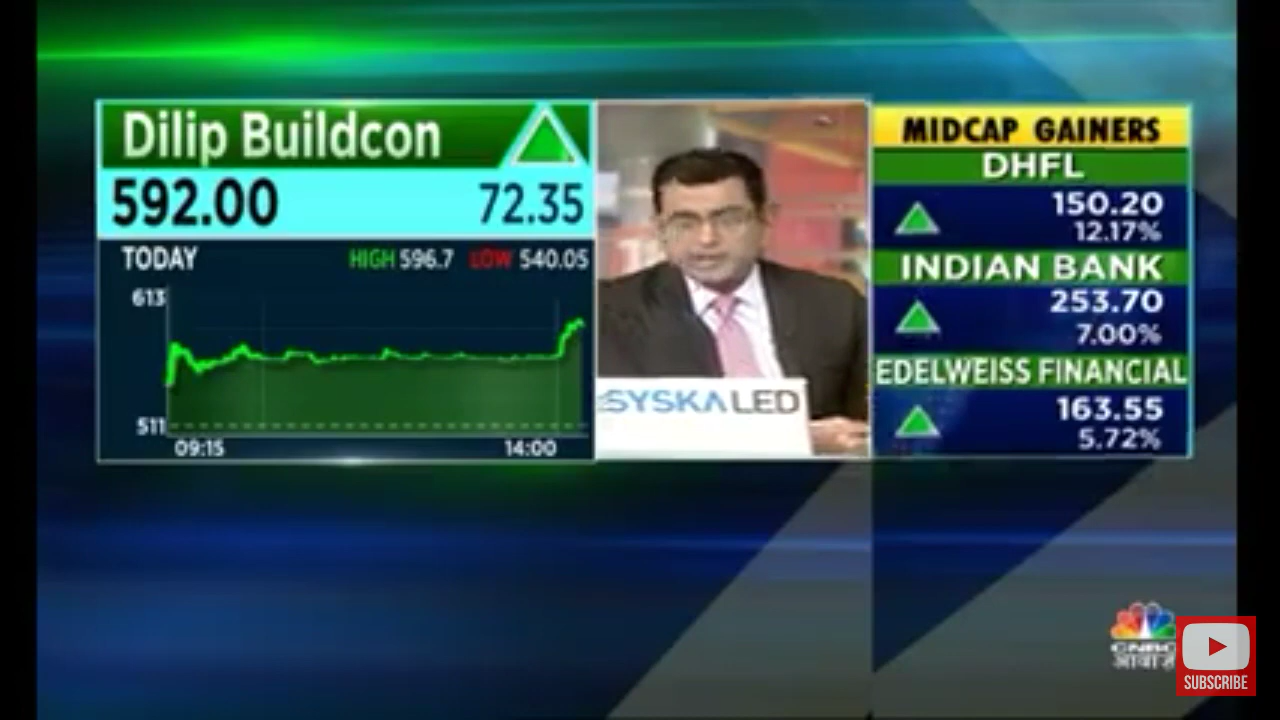 Dilip Buildcon
592.00 72.35
TODAY HIGH 596.7 LOW 540.05
613
511
09:15 14:00
SYSKA LED
MIDCAP GAINERS
DHFL
150.20
12.17%
INDIAN BANK
253.70
7.00%
EDELWEISS FINANCIAL
163.55
5.72%
CNBC
आवाज़
SUBSCRIBE